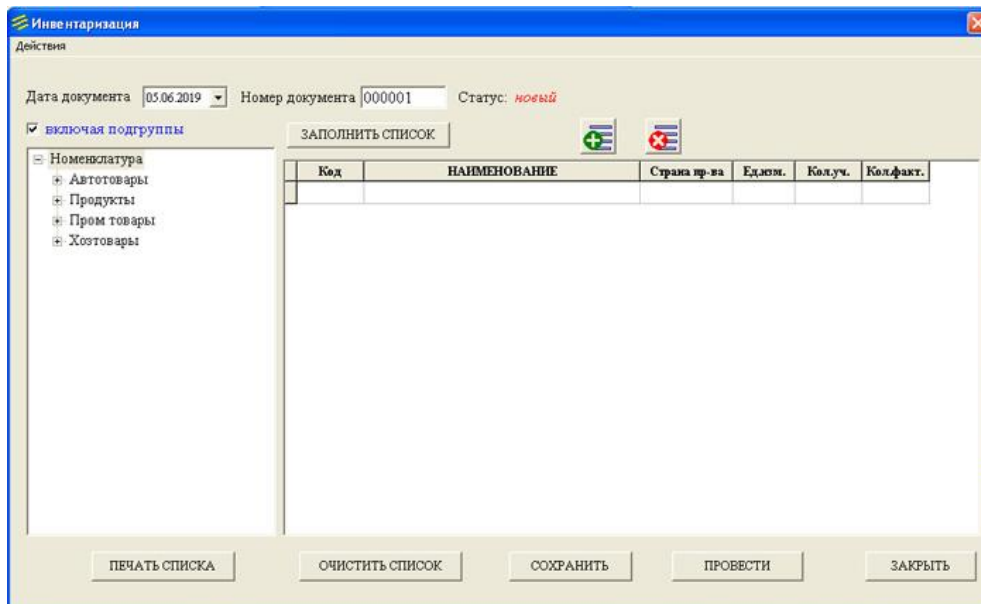 Инвентаризация
Действия
Дата документа 05.06.2019 Номер документа 000001 Статус: новый
включая подгруппы ЗАПОЛНИТЬ СПИСОК
Номенклатура
Автотовары
Продукты
Пром товары
Хозтовары
Код НАИМЕНОВАНИЕ Страна пр-ва Ед.изм. Кол.уч. Кол.факт.
ПЕЧАТЬ СПИСКА ОЧИСТИТЬ СПИСОК СОХРАНИТЬ ПРОВЕСТИ ЗАКРЫТЬ